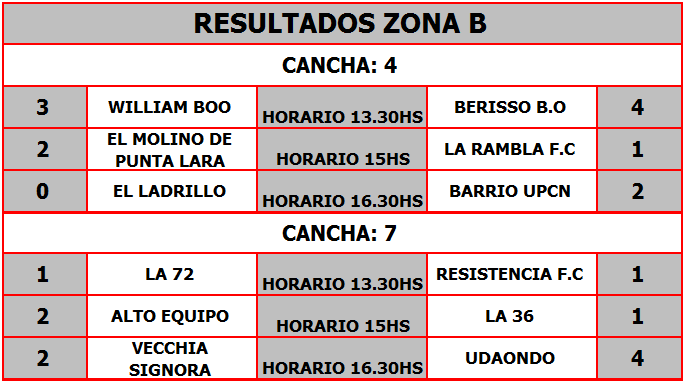 RESULTADOS ZONA B
CANCHA: 4
3 WILLIAM BOO HORARIO 13.30HS BERISSO B.O 4
2 EL MOLINO DE PUNTA LARA HORARIO 15HS LA RAMBLA F.C 1
0 EL LADRILLO HORARIO 16.30HS BARRIO UPCN 2
CANCHA: 7
1 LA 72 HORARIO 13.30HS RESISTENCIA F.C 1
2 ALTO EQUIPO HORARIO 15HS LA 36 1
2 VECCHIA SIGNORA HORARIO 16.30HS UDAONDO 4